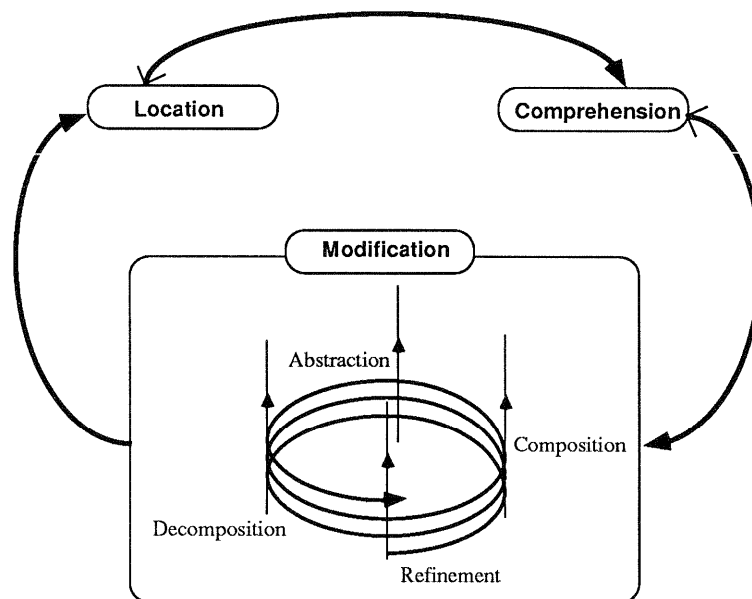 Location
Comprehension
Modification
Abstraction
Composition
Decomposition
Refinement